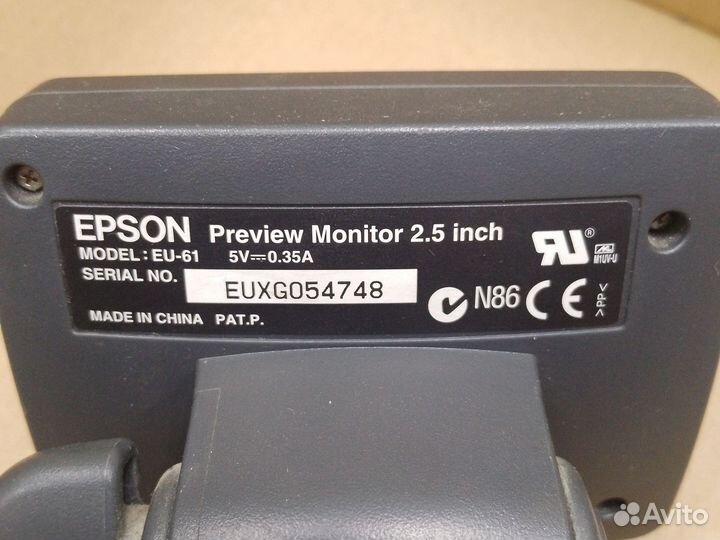 EPSON Preview Monitor 2.5 inch
MODEL: EU-61 5V⎓0.35A
SERIAL NO. EUXG054748
MADE IN CHINA PAT.P.
M1UV-U
N86 CE
>PP<
Avito